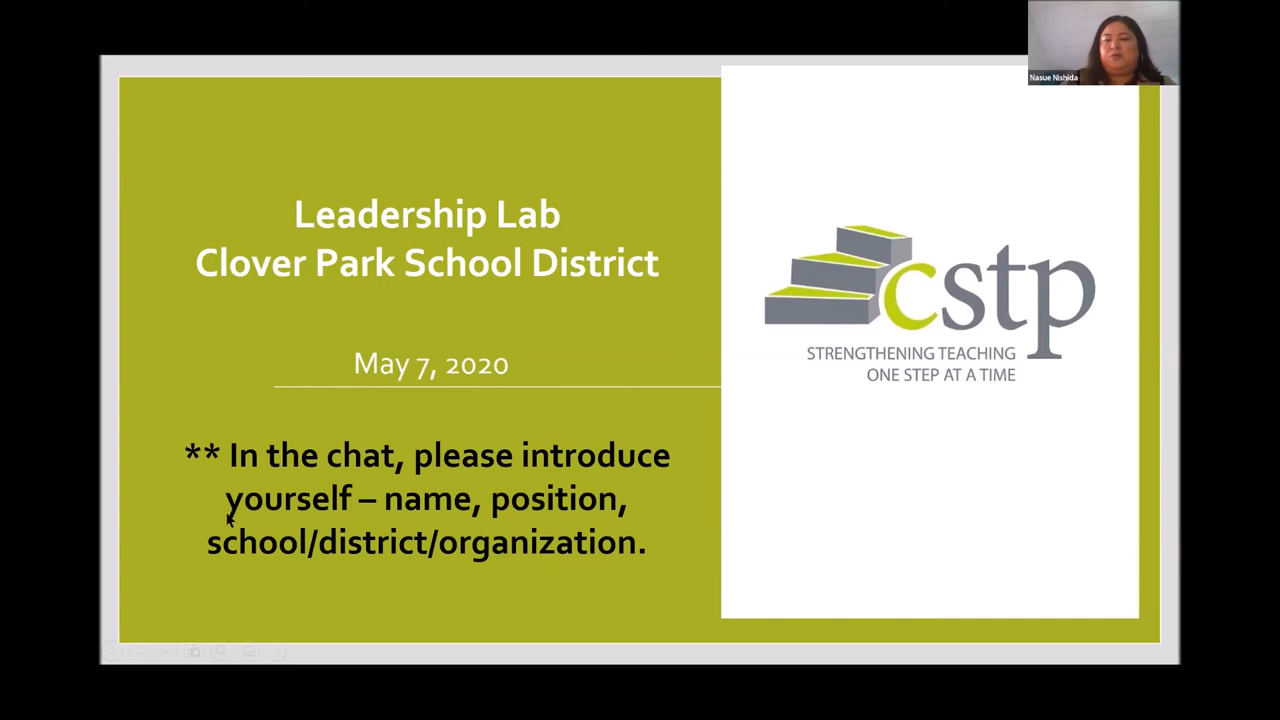 Nasue Nishida
Leadership Lab
Clover Park School District
May 7, 2020
** In the chat, please introduce
yourself – name, position,
school/district/organization.
cstp
STRENGTHENING TEACHING
ONE STEP AT A TIME